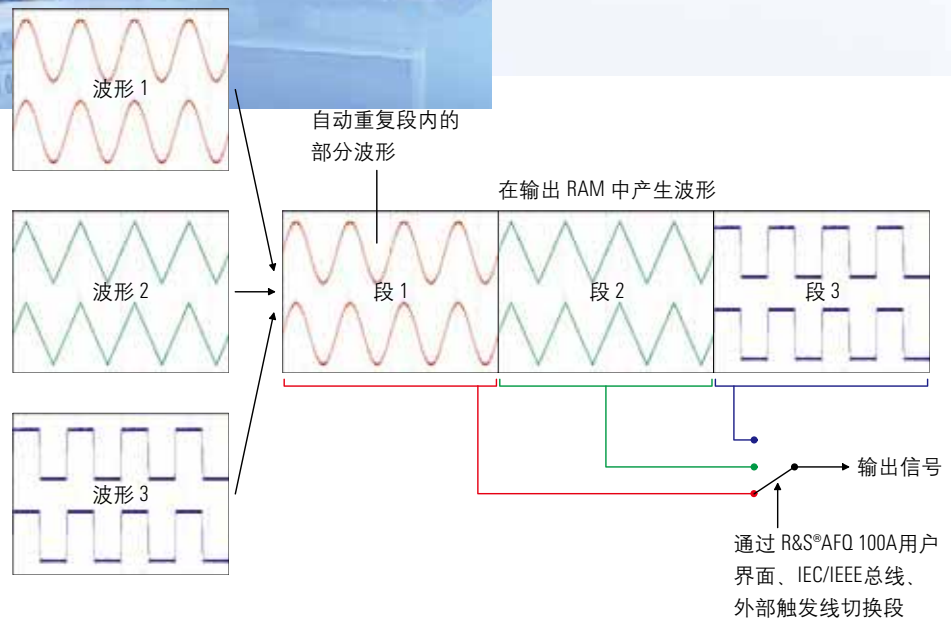 波形 1
自动重复段内的
部分波形
在输出 RAM 中产生波形
波形 2
段 1
段 2
段 3
波形 3
输出信号
通过 R&S®AFQ 100A用户
界面、IEC/IEEE总线、
外部触发线切换段